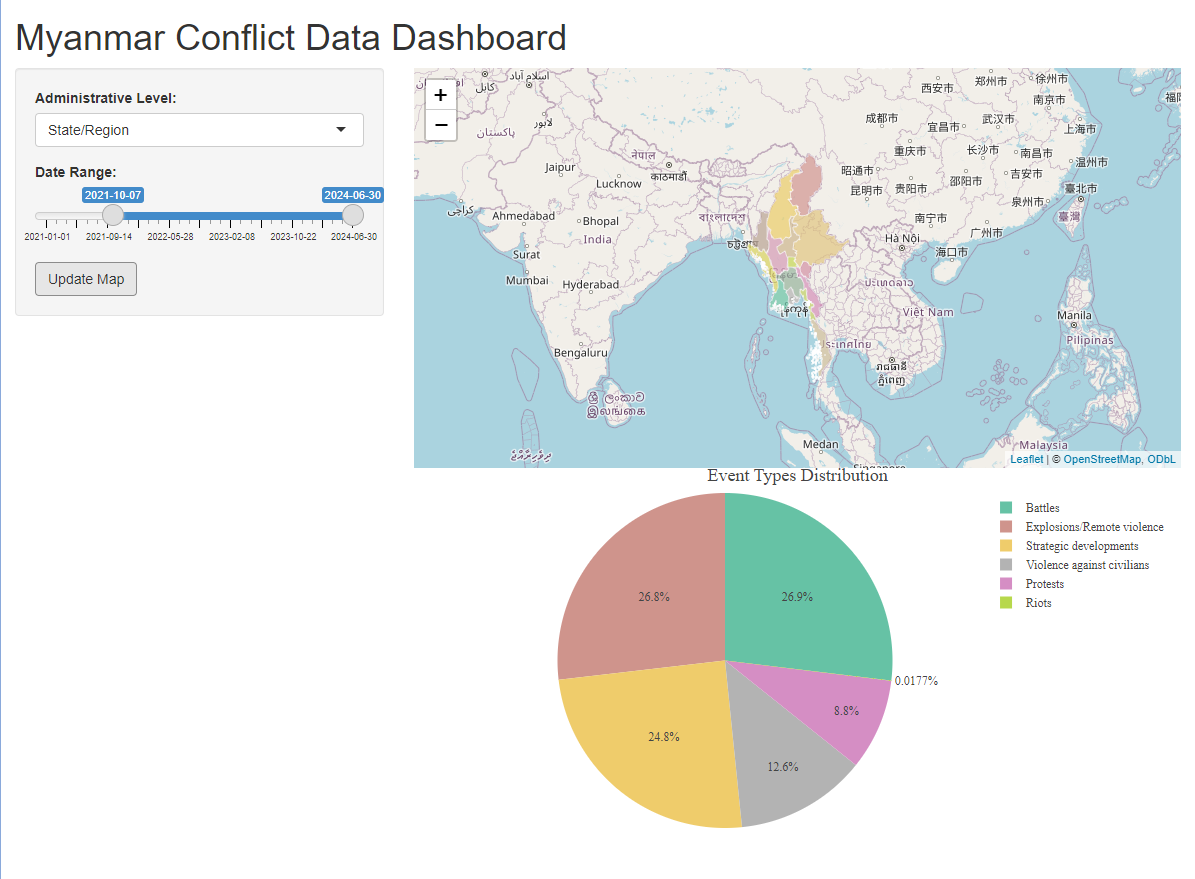 Myanmar Conflict Data Dashboard
Administrative Level:
State/Region
Date Range:
2021-10-07
2024-06-30
2021-01-01
2021-09-14
2022-05-28
2023-02-08
2023-10-22
2024-06-30
Update Map
+
−
کابل
اسلام آباد
لاہور
پاکستان
کراچی
नेपाल
काठमाडौं
Jaipur
Lucknow
Ahmedabad
Bhopal
India
বাংলাদেশ
Surat
Mumbai
Hyderabad
Bengaluru
ශ්‍රී ලංකාව
இலங்கை
ދިވެހިރާއްޖެ
西安市
郑州市
徐州市
南京市
成都市
宜昌市
武汉市
上海市
重庆市
长沙市
南昌市
温州市
昭通市
昆明市
贵阳市
邵阳市
吉安市
臺北市
泉州市
臺灣
南宁市
广州市
Hà Nội
海口市
ປະເທດລາວ
Việt Nam
ประเทศไทย
រាជធានី
ភ្នំពេញ
ရန်ကုန်
Manila
Pilipinas
Medan
Malaysia
Singapore
Leaflet | © OpenStreetMap, ODbL
Event Types Distribution
Battles
Explosions/Remote violence
Strategic developments
Violence against civilians
Protests
Riots
26.8%
26.9%
0.0177%
8.8%
24.8%
12.6%